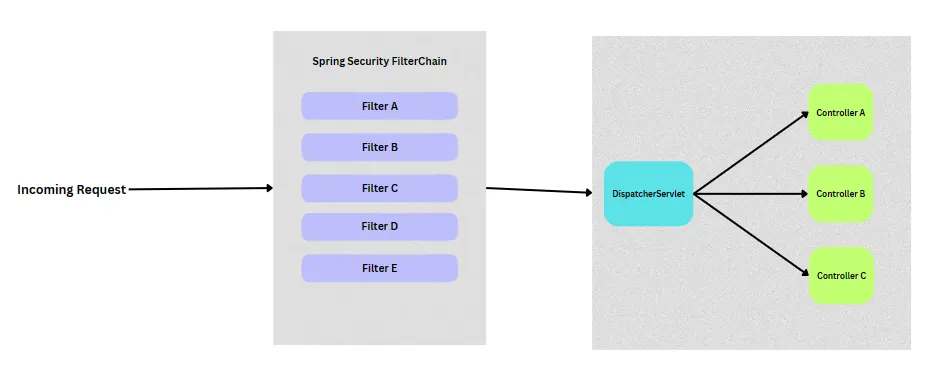 Spring Security FilterChain
Filter A
Filter B
Filter C
Filter D
Filter E
Incoming Request
DispatcherServlet
Controller A
Controller B
Controller C